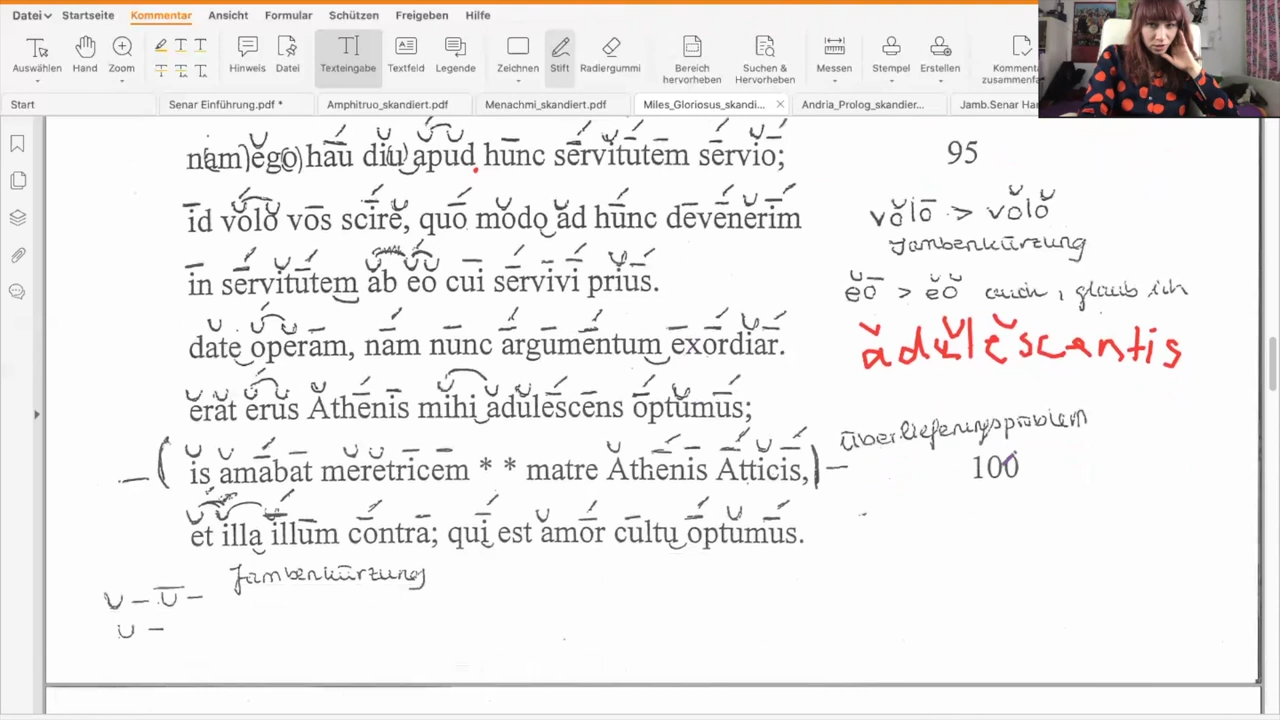 Datei Startseite Kommentar Ansicht Formular Schützen Freigeben Hilfe
Auswählen Hand Zoom Hinweis Datei Texteingabe Textfeld Legende Zeichnen Stift Radiergummi Bereich hervorheben Suchen & Hervorheben Messen Stempel Erstellen Kommenta zusammenfa
Start Senar Einführung.pdf * Amphitruo_skandiert.pdf Menachmi_skandiert.pdf Miles_Gloriosus_skandi... Andria_Prolog_skandier... Jamb.Senar Ha
nam ego hau diu apud hunc servitutem servio; 95
id volo vos scire, quo modo ad hunc devenerim
volo > volo
Jambenkürzung
in servitutem ab eo cui servivi prius.
eo > eo auch, glaub ich
date operam, nam nunc argumentum exordiar.
adulescentis
erat erus Athenis mihi adulescens optumus;
Überlieferungsproblem
is amabat meretricem * * matre Athenis Atticis, 100
et illa illum contra; qui est amor cultu optumus.
Jambenkürzung